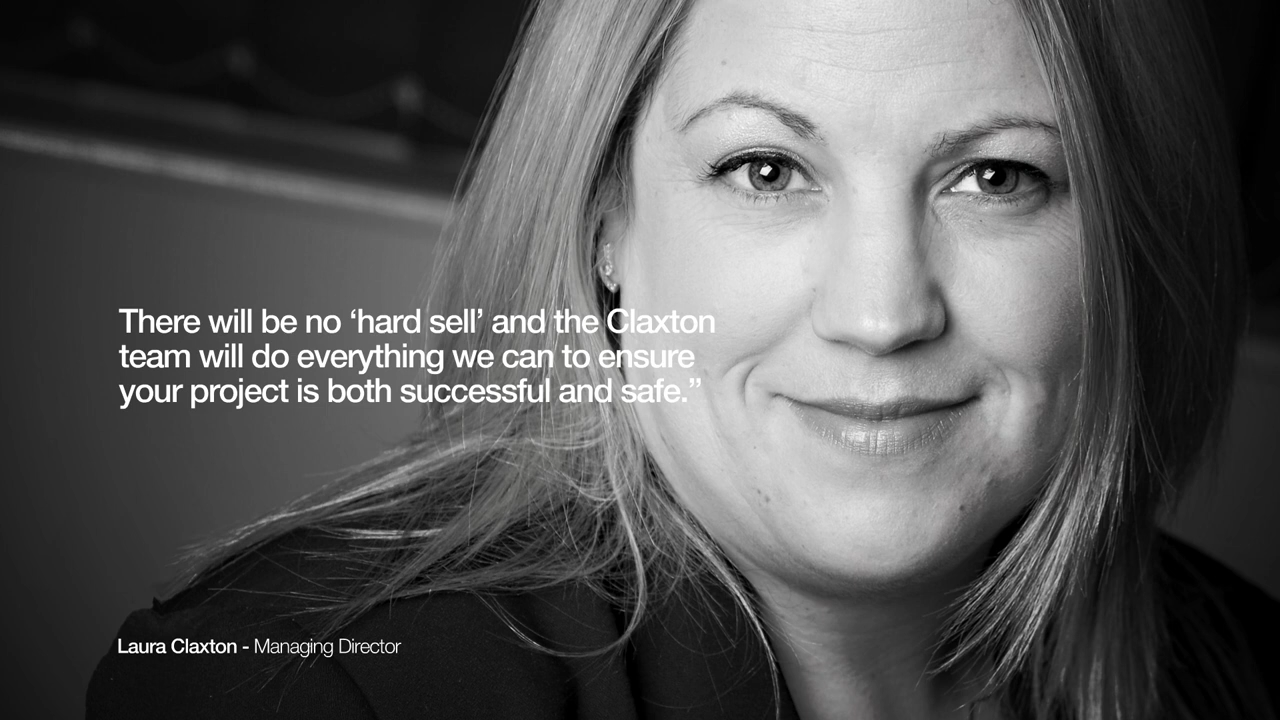 There will be no ‘hard sell’ and the Claxton
team will do everything we can to ensure
your project is both successful and safe.”
Laura Claxton - Managing Director